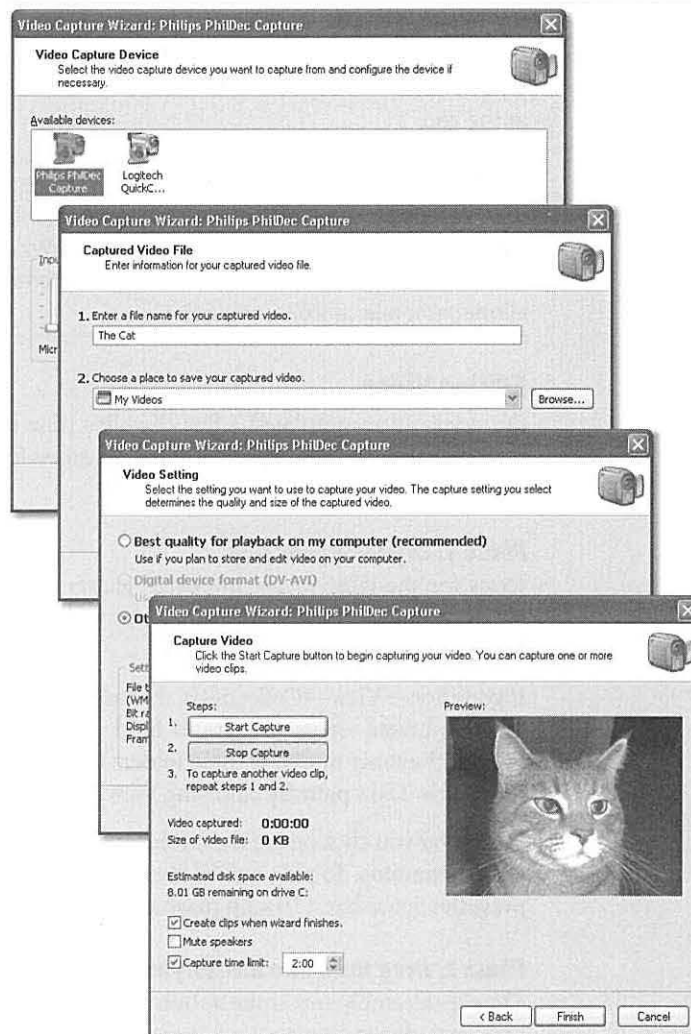 Video Capture Wizard: Philips PhilDec Capture
Video Capture Device
Select the video capture device you want to capture from and configure the device if
necessary.
Available devices:
Philips PhilDec
Capture
Logitech
QuickC...
Micr
Video Capture Wizard: Philips PhilDec Capture
Captured Video File
Enter information for your captured video file.
1. Enter a file name for your captured video.
The Cat
2. Choose a place to save your captured video.
My Videos
Browse...
Video Capture Wizard: Philips PhilDec Capture
Video Setting
Select the setting you want to use to capture your video. The capture setting you select
determines the quality and size of the captured video.
Best quality for playback on my computer (recommended)
Use if you plan to store and edit video on your computer.
Digital device format (DV-AVI)
Sett
File t
(WM
Bit ra
Displ
Fram
Video Capture Wizard: Philips PhilDec Capture
Capture Video
Click the Start Capture button to begin capturing your video. You can capture one or more
video clips.
Steps:
1. Start Capture
2. Stop Capture
3. To capture another video clip,
repeat steps 1 and 2.
Preview:
Video captured: 0:00:00
Size of video file: 0 KB
Estimated disk space available:
8.01 GB remaining on drive C:
Create clips when wizard finishes.
Mute speakers
Capture time limit: 2:00
< Back
Finish
Cancel